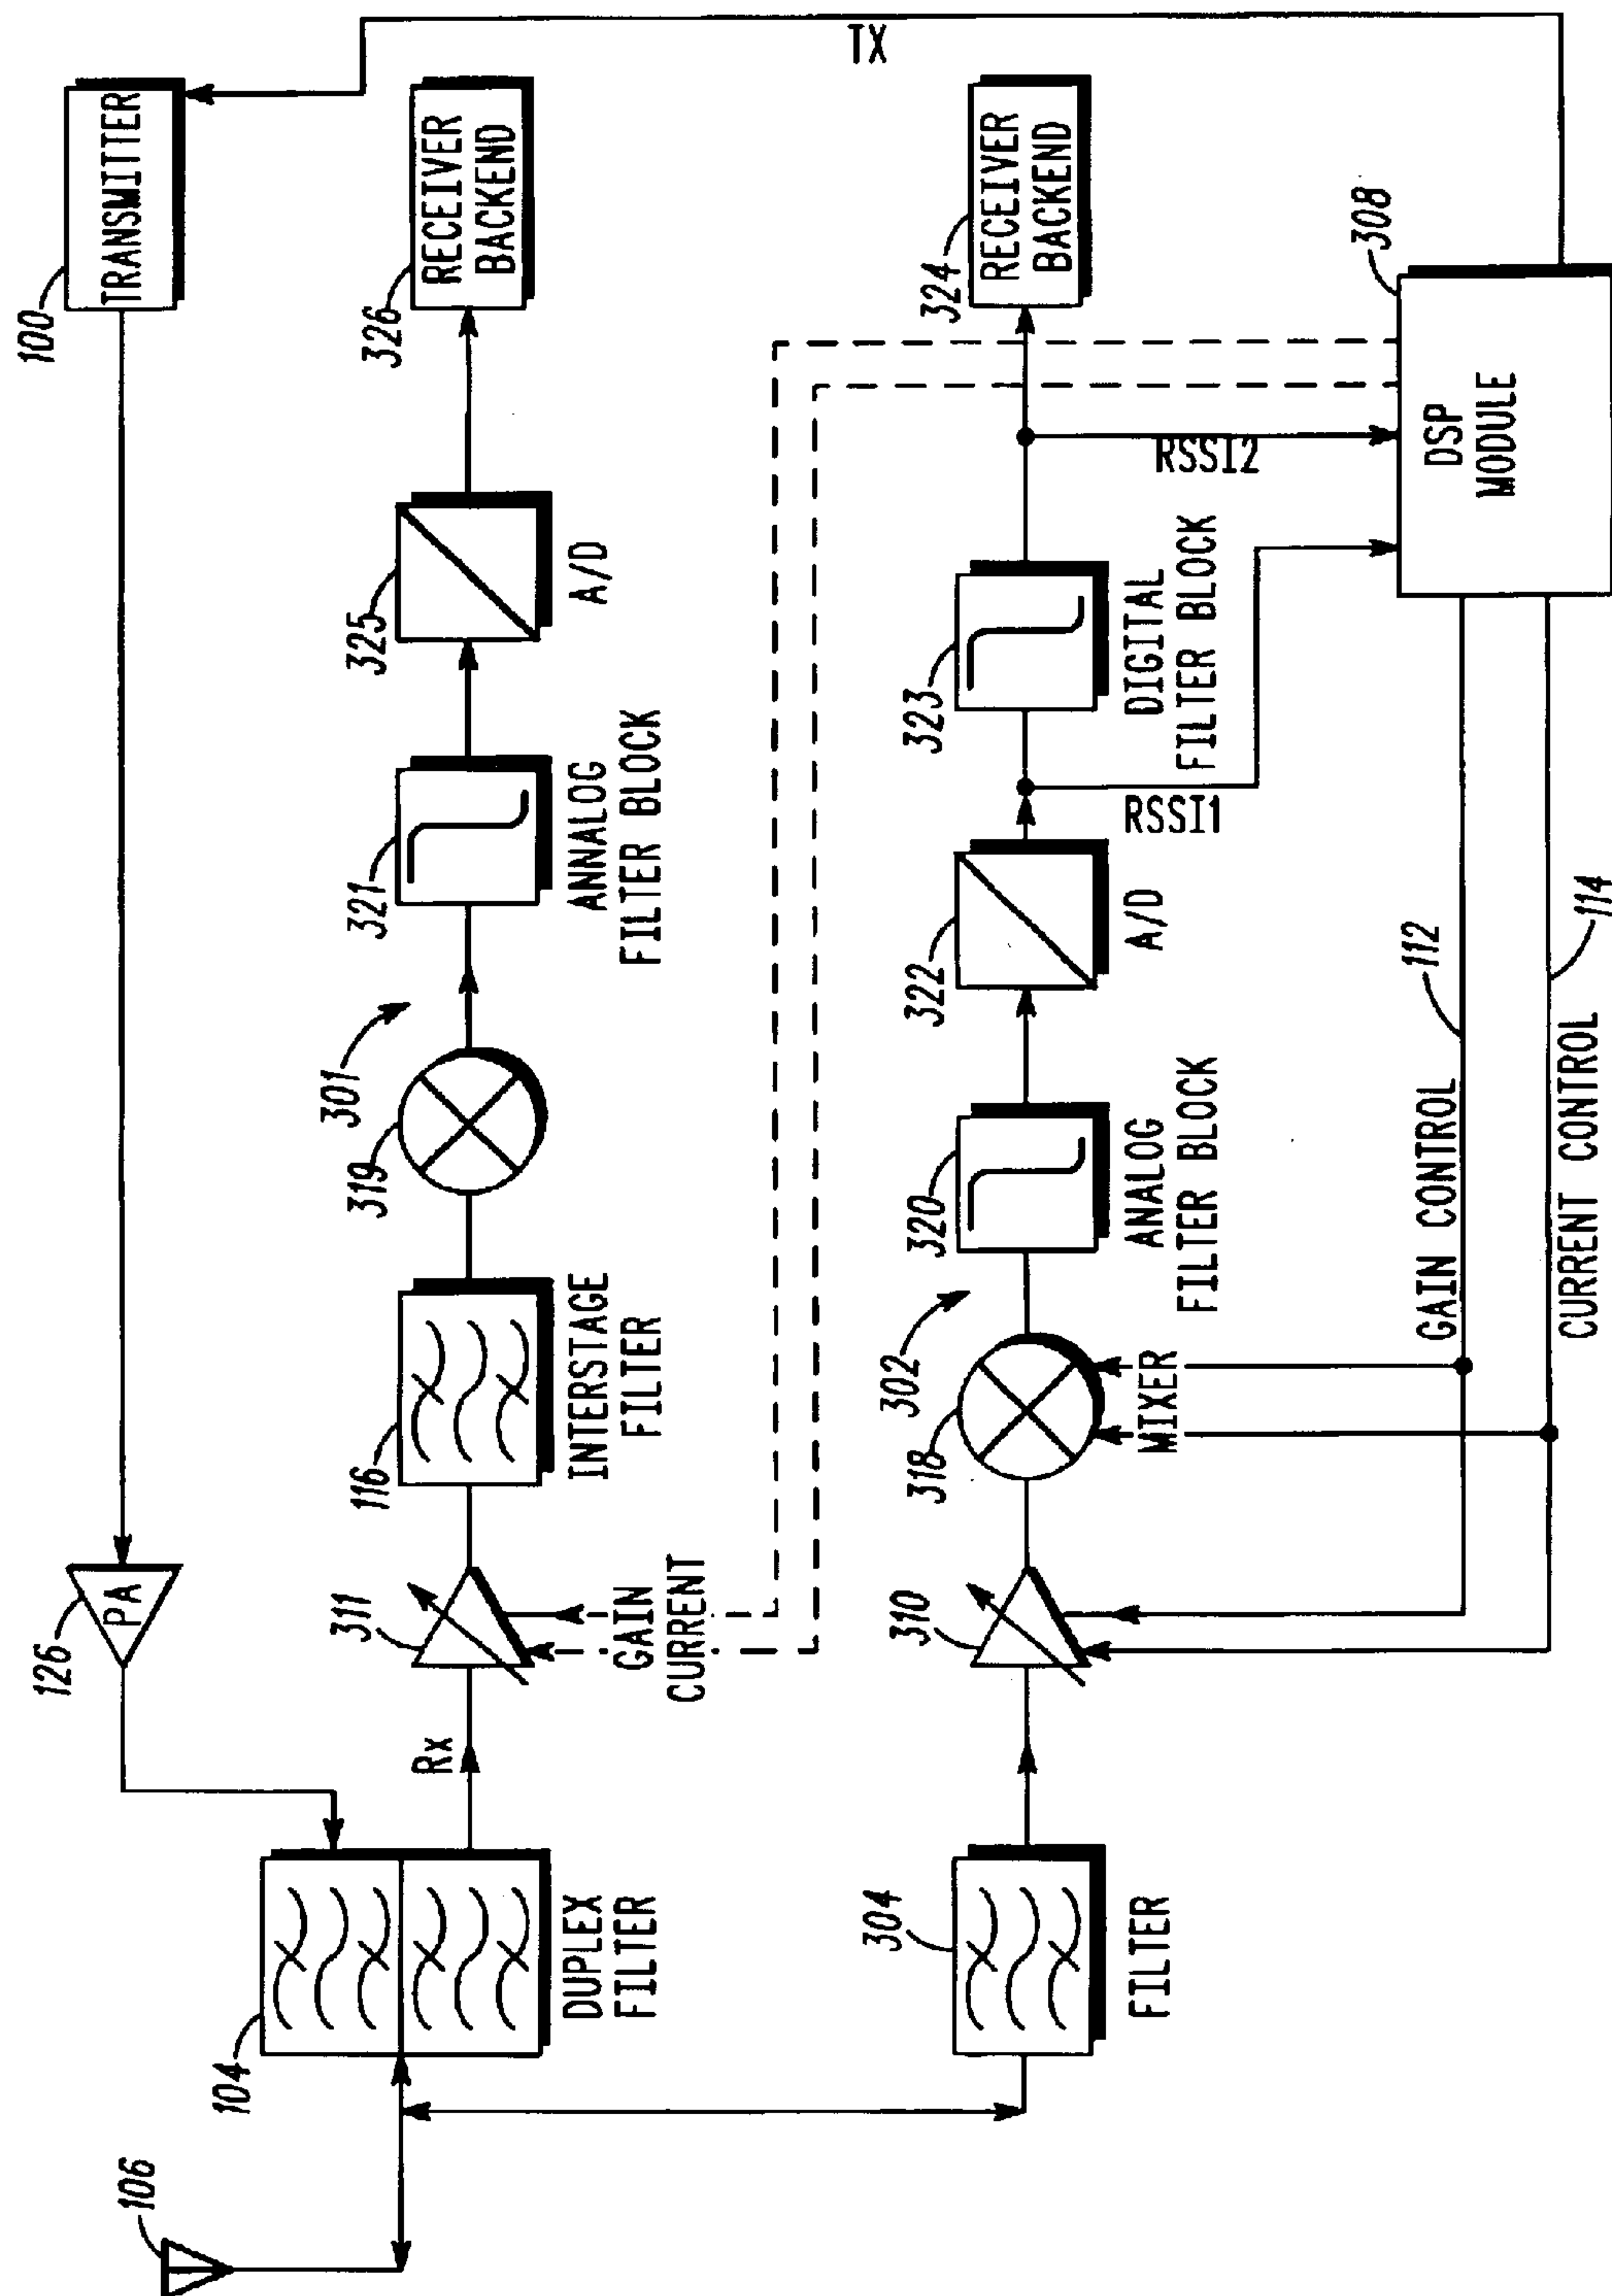 106
104
DUPLEX
FILTER
126
PA
100
TRANSMITTER
TX
Rx
311
GAIN
CURRENT
116
INTERSTAGE
FILTER
319
301
321
ANNALOG
FILTER BLOCK
325
A/D
326
RECEIVER
BACKEND
304
FILTER
310
318
MIXER
302
320
ANALOG
FILTER BLOCK
322
A/D
RSSI1
323
DIGITAL
FILTER BLOCK
RSSI2
324
RECEIVER
BACKEND
GAIN CONTROL
112
CURRENT CONTROL
114
308
DSP
MODULE